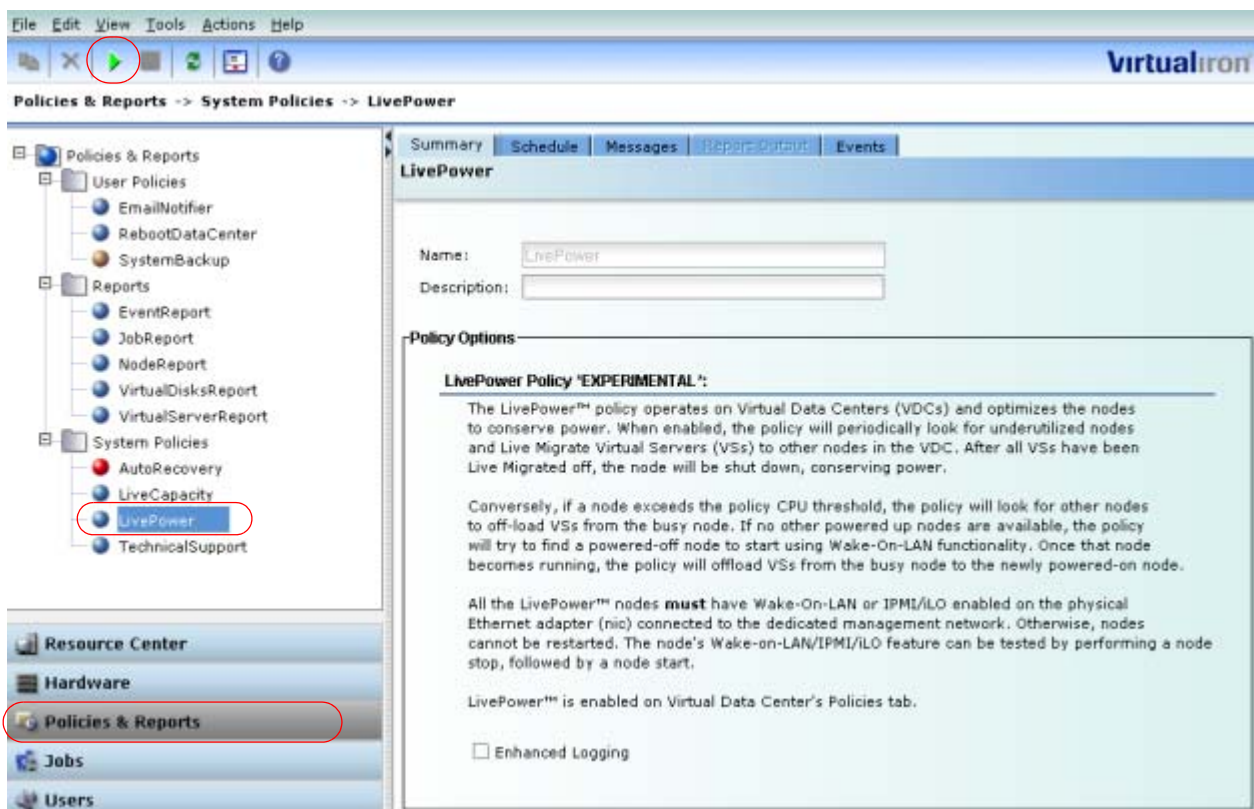 File Edit View Tools Actions Help
Virtualiron
Policies & Reports -> System Policies -> LivePower
Policies & Reports
User Policies
EmailNotifier
RebootDataCenter
SystemBackup
Reports
EventReport
JobReport
NodeReport
VirtualDisksReport
VirtualServerReport
System Policies
AutoRecovery
LiveCapacity
LivePower
TechnicalSupport
Resource Center
Hardware
Policies & Reports
Jobs
Users
Summary Schedule Messages Report Output Events
LivePower
Name: LivePower
Description:
Policy Options
LivePower Policy *EXPERIMENTAL*:
The LivePower™ policy operates on Virtual Data Centers (VDCs) and optimizes the nodes
to conserve power. When enabled, the policy will periodically look for underutilized nodes
and Live Migrate Virtual Servers (VSs) to other nodes in the VDC. After all VSs have been
Live Migrated off, the node will be shut down, conserving power.
Conversely, if a node exceeds the policy CPU threshold, the policy will look for other nodes
to off-load VSs from the busy node. If no other powered up nodes are available, the policy
will try to find a powered-off node to start using Wake-On-LAN functionality. Once that node
becomes running, the policy will offload VSs from the busy node to the newly powered-on node.
All the LivePower™ nodes must have Wake-On-LAN or IPMI/iLO enabled on the physical
Ethernet adapter (nic) connected to the dedicated management network. Otherwise, nodes
cannot be restarted. The node's Wake-on-LAN/IPMI/iLO feature can be tested by performing a node
stop, followed by a node start.
LivePower™ is enabled on Virtual Data Center's Policies tab.
Enhanced Logging